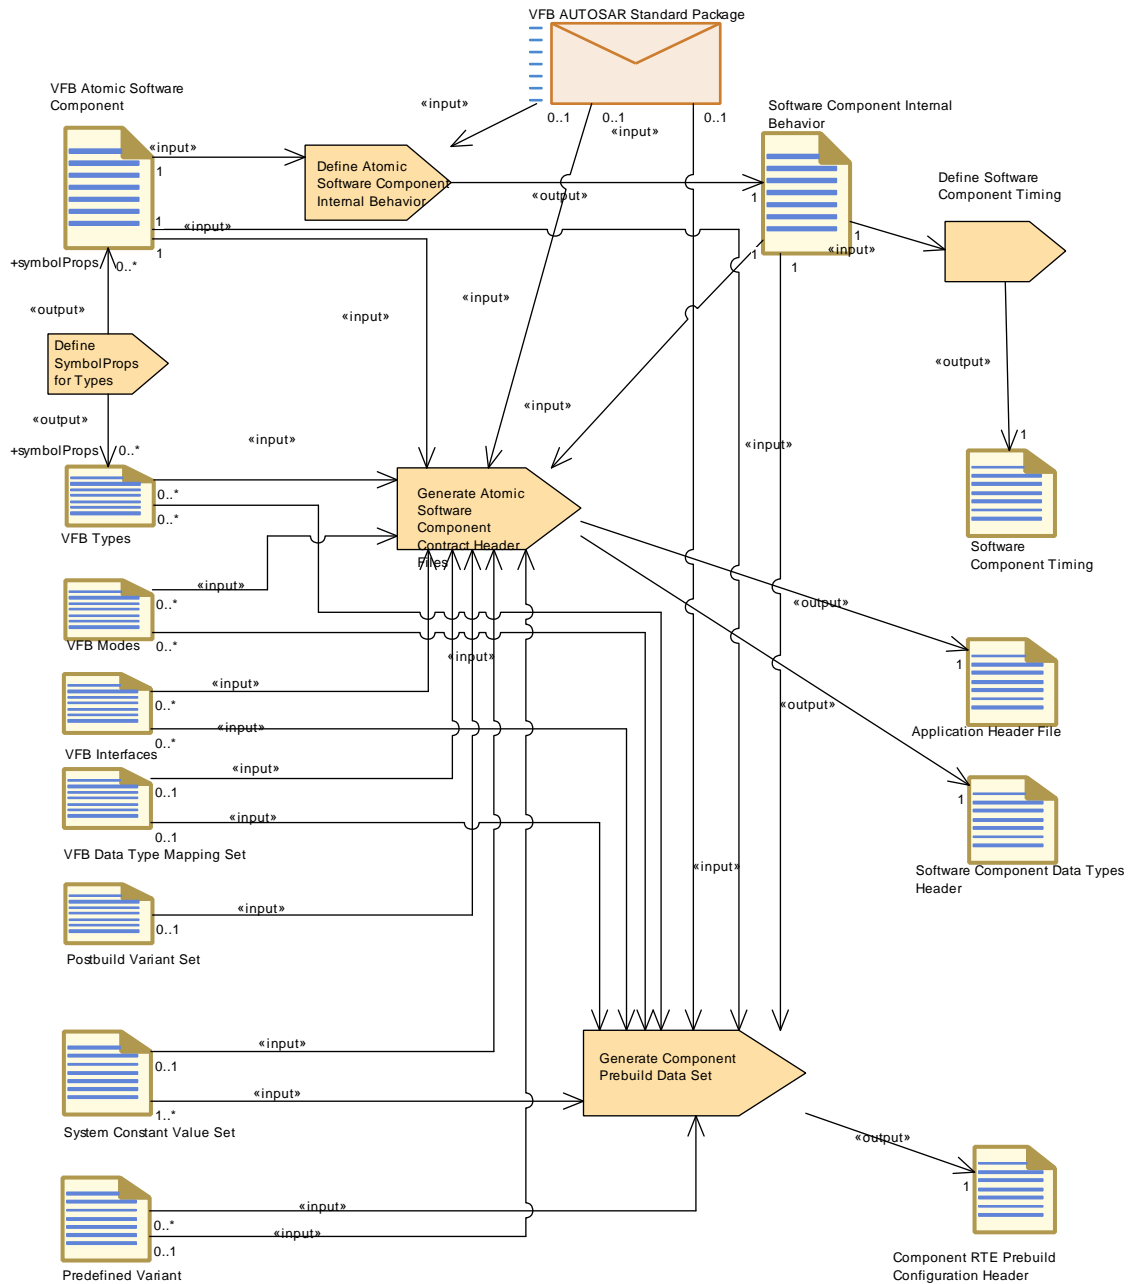 VFB AUTOSAR Standard Package
VFB Atomic Software
Component
«input»
0..1
0..1
«input»
0..1
Software Component Internal
Behavior
«input»
1
Define Atomic
Software Component
Internal Behavior
«output»
1
Define Software
Component Timing
1
«input»
1
1
«input»
1
1
+symbolProps
0..*
«output»
«input»
«input»
Define
SymbolProps
for Types
«output»
«output»
+symbolProps
0..*
«input»
«input»
«input»
1
VFB Types
0..*
0..*
Generate Atomic
Software
Component
Contract Header
Files
Software
Component Timing
«input»
0..*
VFB Modes
0..*
«output»
«input»
1
Application Header File
«input»
0..*
«output»
«input»
0..*
VFB Interfaces
«input»
0..1
1
«input»
0..1
VFB Data Type Mapping Set
«input»
Software Component Data Types
Header
«input»
0..1
Postbuild Variant Set
«input»
0..1
Generate Component
Prebuild Data Set
«input»
1..*
System Constant Value Set
«output»
1
«input»
0..*
«input»
0..1
Predefined Variant
Component RTE Prebuild
Configuration Header